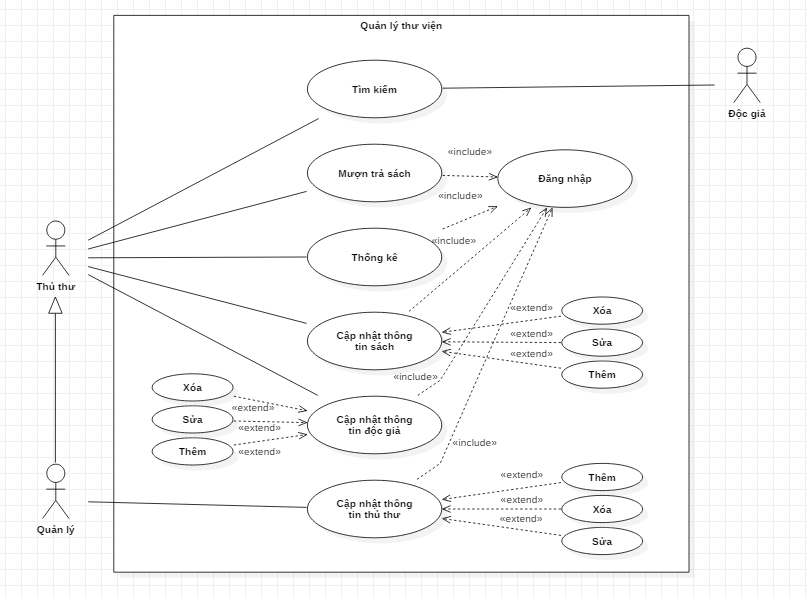 Quản lý thư viện
Tìm kiếm
Độc giả
Mượn trả sách
«include»
Đăng nhập
«include»
«include»
Thống kê
Thủ thư
Cập nhật thông
tin sách
«extend»
Xóa
«extend»
Sửa
«extend»
Thêm
«include»
Xóa
«extend»
Sửa
«extend»
Thêm
«extend»
Cập nhật thông
tin độc giả
«include»
Quản lý
Cập nhật thông
tin thủ thư
«extend»
Thêm
«extend»
Xóa
«extend»
Sửa